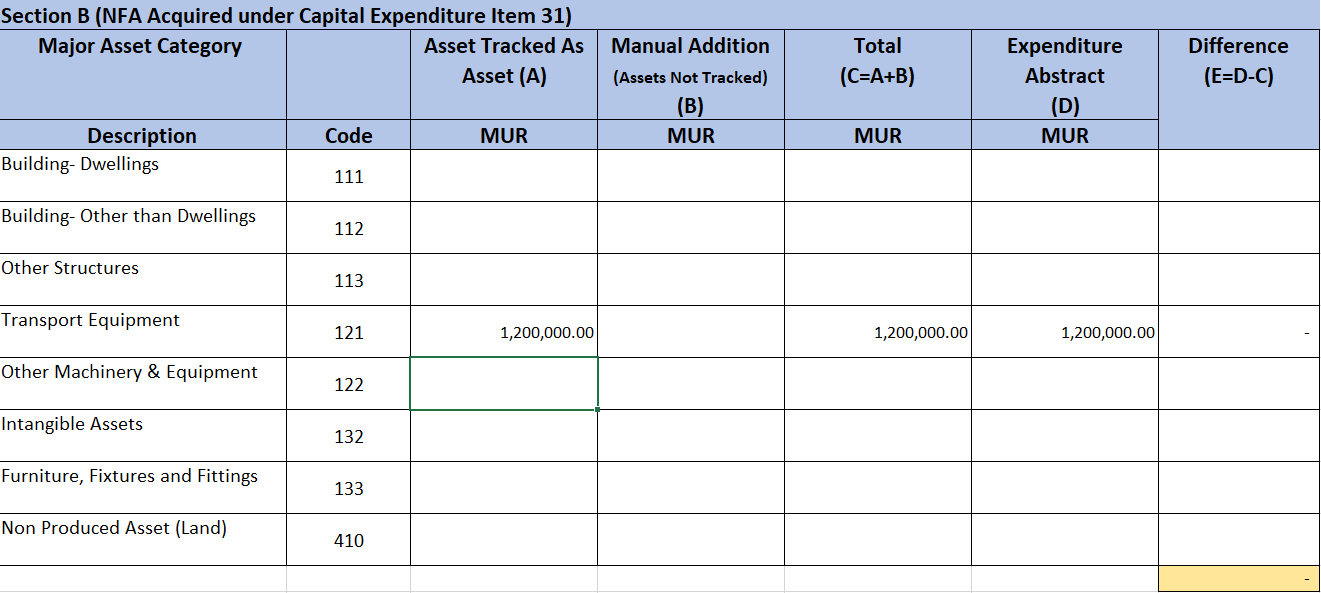 Section B (NFA Acquired under Capital Expenditure Item 31)
Major Asset Category Asset Tracked As Manual Addition Total Expenditure Difference
Asset (A) (Assets Not Tracked) (C=A+B) Abstract (E=D-C)
(B) (D)
Description Code MUR MUR MUR MUR
Building- Dwellings 111
Building- Other than Dwellings 112
Other Structures 113
Transport Equipment 121 1,200,000.00 1,200,000.00 1,200,000.00 -
Other Machinery & Equipment 122
Intangible Assets 132
Furniture, Fixtures and Fittings 133
Non Produced Asset (Land) 410
-